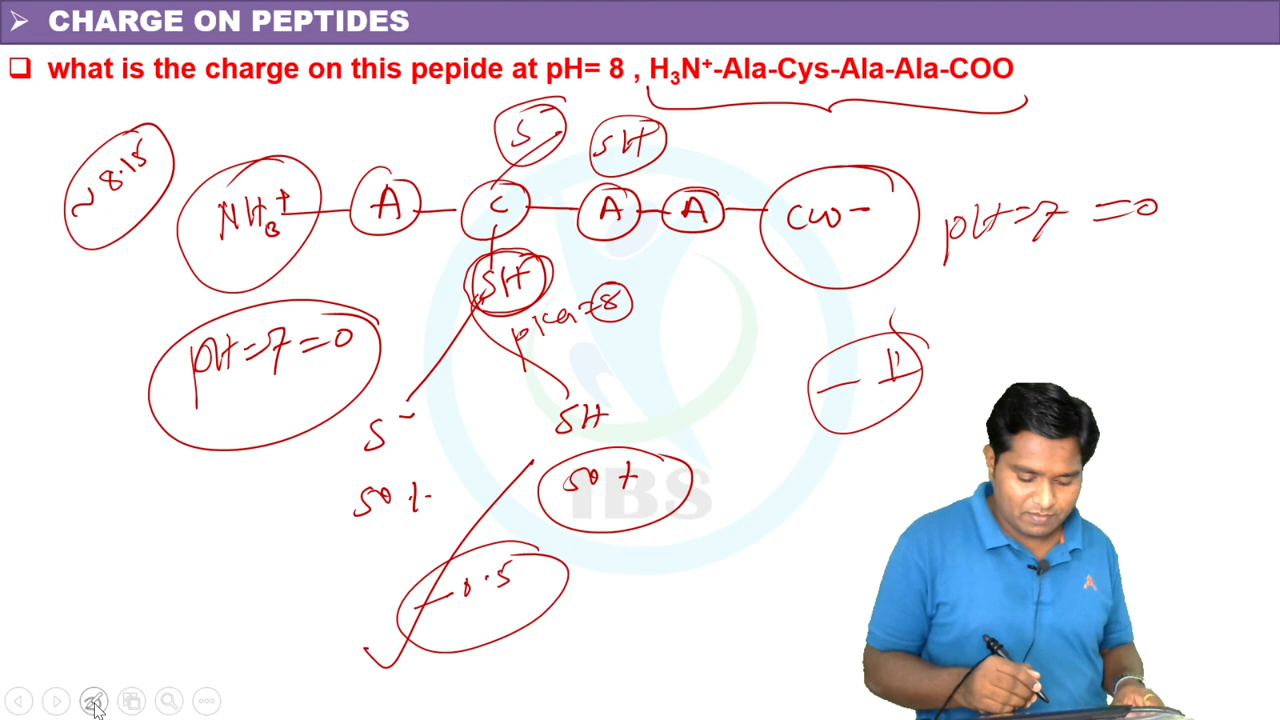 CHARGE ON PEPTIDES
what is the charge on this pepide at pH= 8 , H₃N⁺-Ala-Cys-Ala-Ala-COO
S⁻ SH
~8.15
NH₃⁺ A C A A COO⁻ pH=7 =0
SH
pKa=8
pH=7=0
-1
S⁻ SH
50 % 50 %
-0.5
IBS